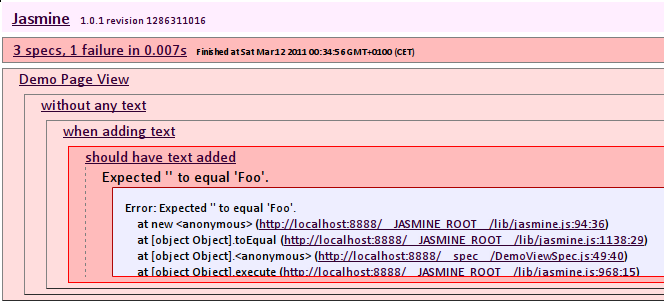 Jasmine 1.0.1 revision 1286311016
3 specs, 1 failure in 0.007s Finished at Sat Mar 12 2011 00:34:56 GMT+0100 (CET)
Demo Page View
without any text
when adding text
should have text added
Expected '' to equal 'Foo'.
Error: Expected '' to equal 'Foo'.
at new <anonymous> (http://localhost:8888/__JASMINE_ROOT__/lib/jasmine.js:94:36)
at [object Object].toEqual (http://localhost:8888/__JASMINE_ROOT__/lib/jasmine.js:1138:29)
at [object Object].<anonymous> (http://localhost:8888/__spec__/DemoViewSpec.js:49:40)
at [object Object].execute (http://localhost:8888/__JASMINE_ROOT__/lib/jasmine.js:968:15)